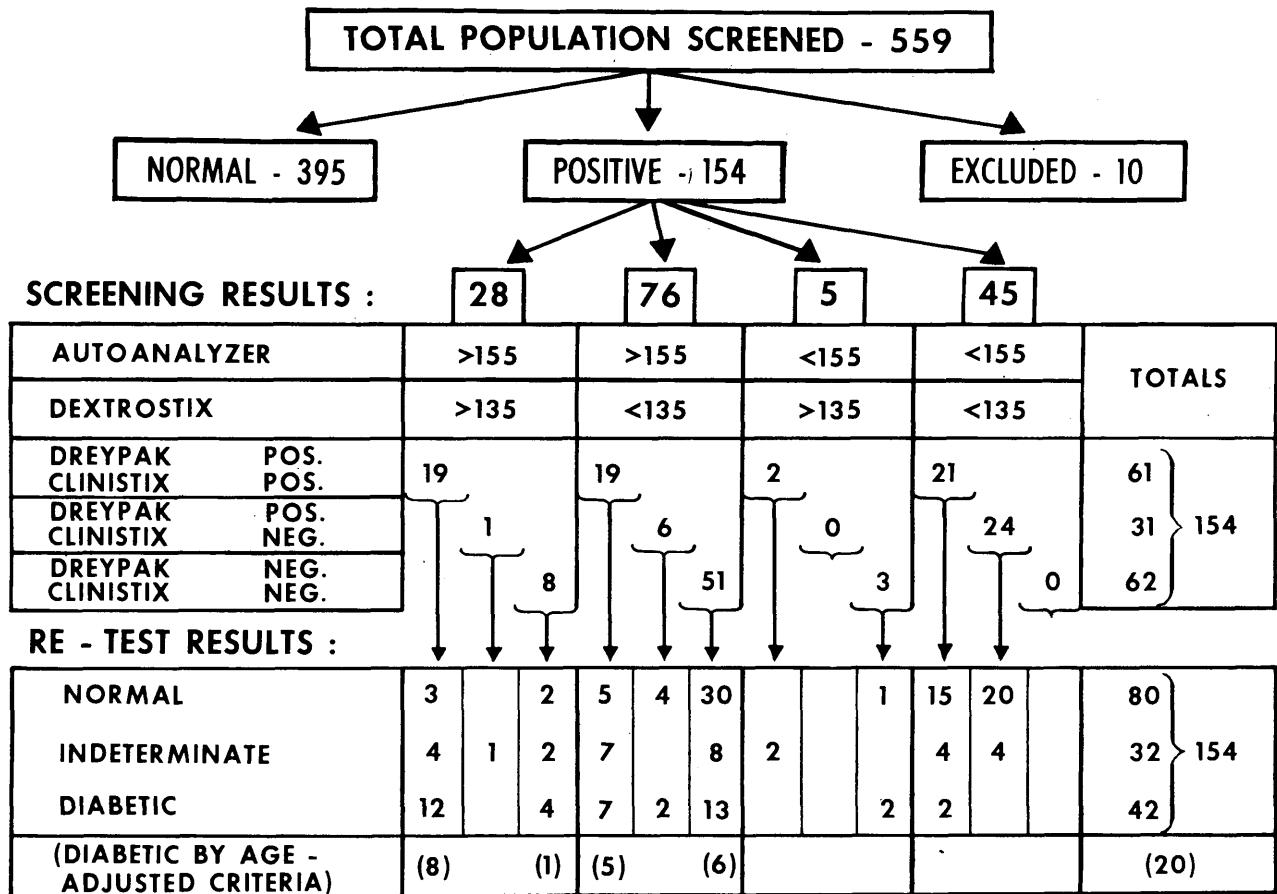 TOTAL POPULATION SCREENED - 559
NORMAL - 395 POSITIVE - 154 EXCLUDED - 10
SCREENING RESULTS : 28 76 5 45
AUTOANALYZER >155 >155 <155 <155
TOTALS
DEXTROSTIX >135 <135 >135 <135
DREYPAK POS.
CLINISTIX POS. 19 19 2 21 61
DREYPAK POS.
CLINISTIX NEG. 1 6 0 24 31 154
DREYPAK NEG.
CLINISTIX NEG. 8 51 3 0 62
RE - TEST RESULTS :
NORMAL 3 2 5 4 30 1 15 20 80
INDETERMINATE 4 1 2 7 8 2 4 4 32 154
DIABETIC 12 4 7 2 13 2 2 42
(DIABETIC BY AGE - (8) (1) (5) (6) (20)
ADJUSTED CRITERIA)